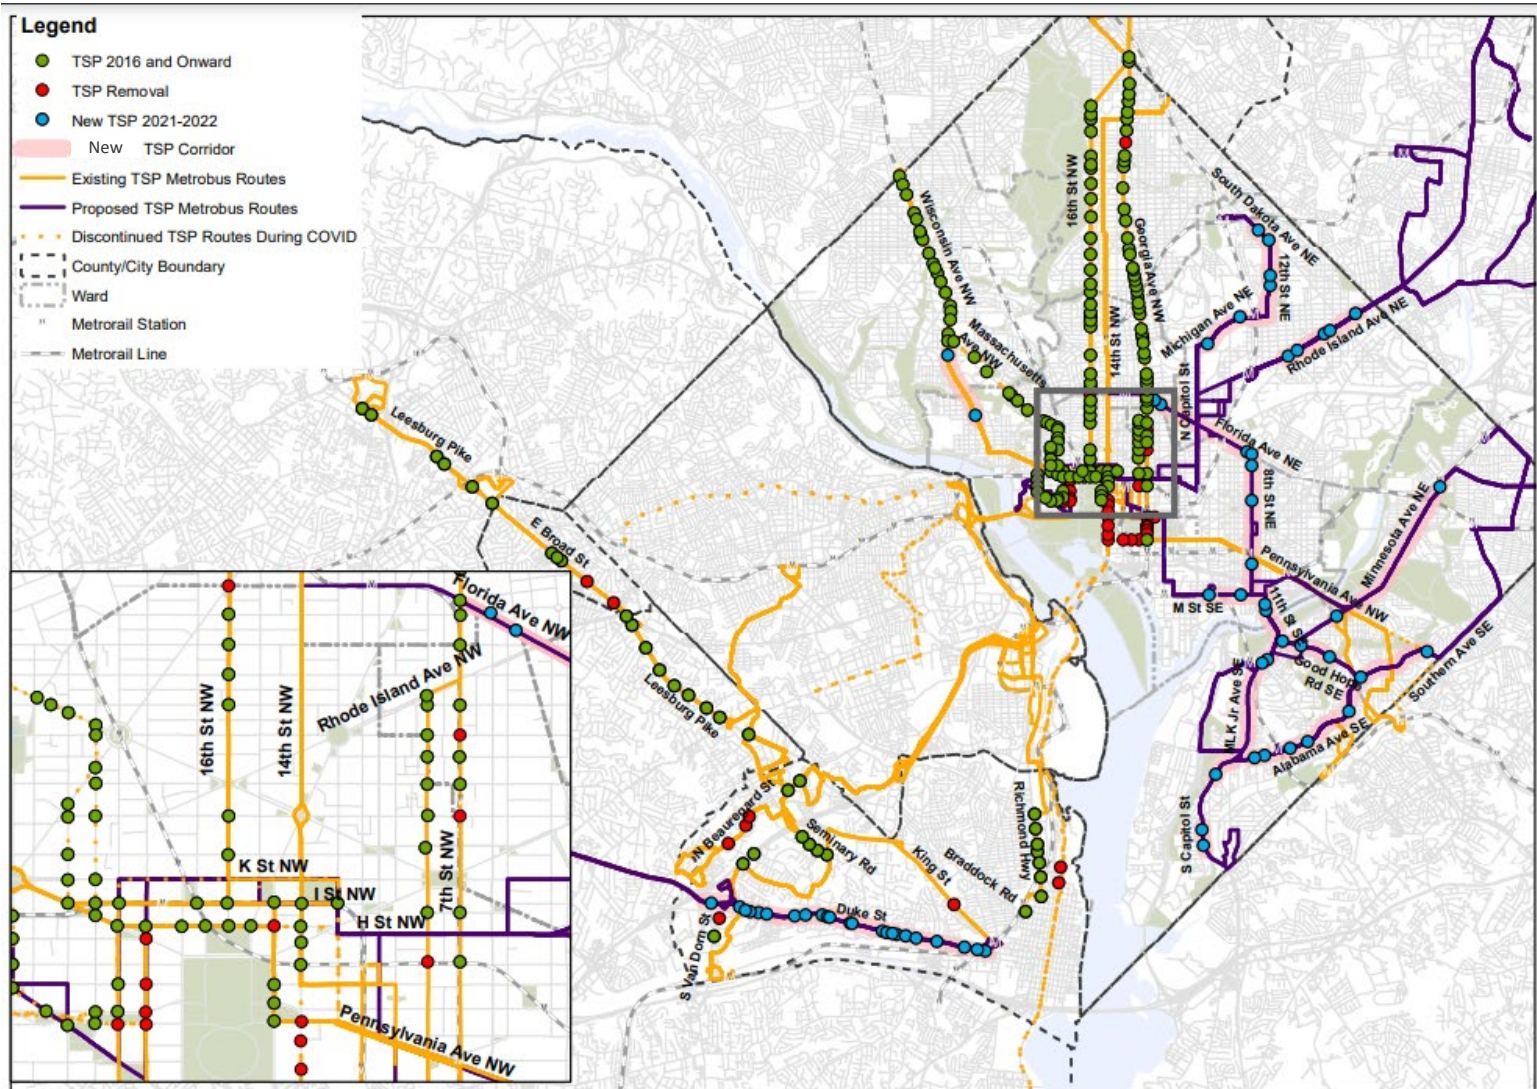 Legend
TSP 2016 and Onward
TSP Removal
New TSP 2021-2022
New TSP Corridor
Existing TSP Metrobus Routes
Proposed TSP Metrobus Routes
Discontinued TSP Routes During COVID
County/City Boundary
Ward
M Metrorail Station
Metrorail Line
16th St NW
Georgia Ave NW
14th St NW
Wisconsin Ave NW
Massachusetts
Ave NW
South Dakota Ave NE
12th St NE
Michigan Ave NE
Rhode Island Ave NE
N Capitol St
Florida Ave NE
8th St NE
Minnesota Ave NE
Pennsylvania Ave NW
M St SE
11th St SE
Good Hope
Rd SE
Southern Ave SE
MLK Jr Ave SE
Alabama Ave SE
S Capitol St
Leesburg Pike
E Broad St
Leesburg Pike
N Beauregard St
Seminary Rd
King St
Braddock Rd
Richmond Hwy
Duke St
S Van Dorn St
Florida Ave NW
Rhode Island Ave NW
16th St NW
14th St NW
7th St NW
K St NW
I St NW
H St NW
Pennsylvania Ave NW